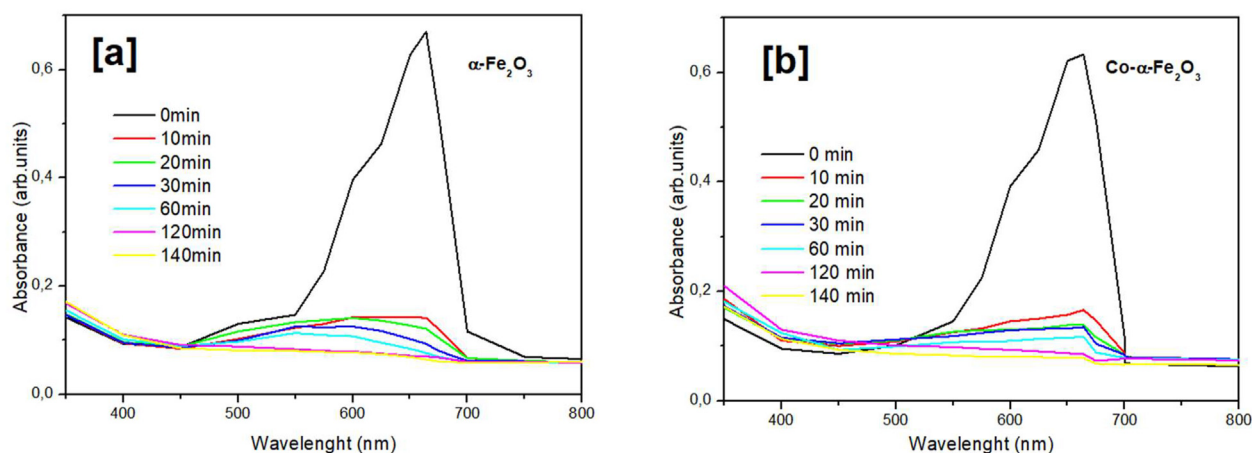 [a]
α-Fe₂O₃
0min
10min
20min
30min
60min
120min
140min
Absorbance (arb.units)
0,6
0,4
0,2
0,0
400 500 600 700 800
Wavelenght (nm)
[b]
Co-α-Fe₂O₃
0 min
10 min
20 min
30 min
60 min
120 min
140 min
Absorbance (arb.units)
0,6
0,4
0,2
0,0
400 500 600 700 800
Wavelenght (nm)